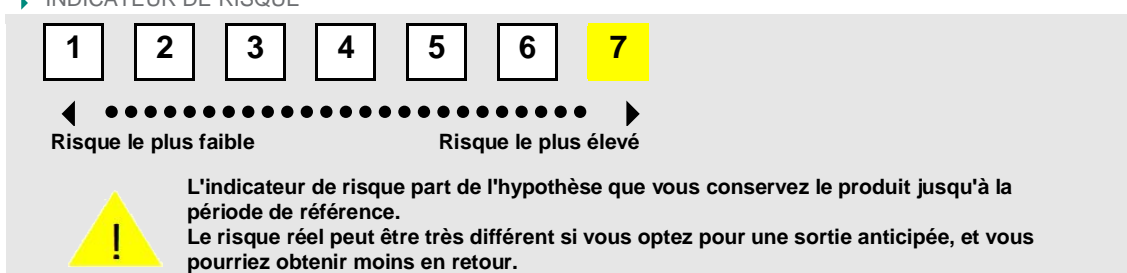 INDICATEUR DE RISQUE
1 2 3 4 5 6 7
Risque le plus faible Risque le plus élevé
L'indicateur de risque part de l'hypothèse que vous conservez le produit jusqu'à la
période de référence.
Le risque réel peut être très différent si vous optez pour une sortie anticipée, et vous
pourriez obtenir moins en retour.
!